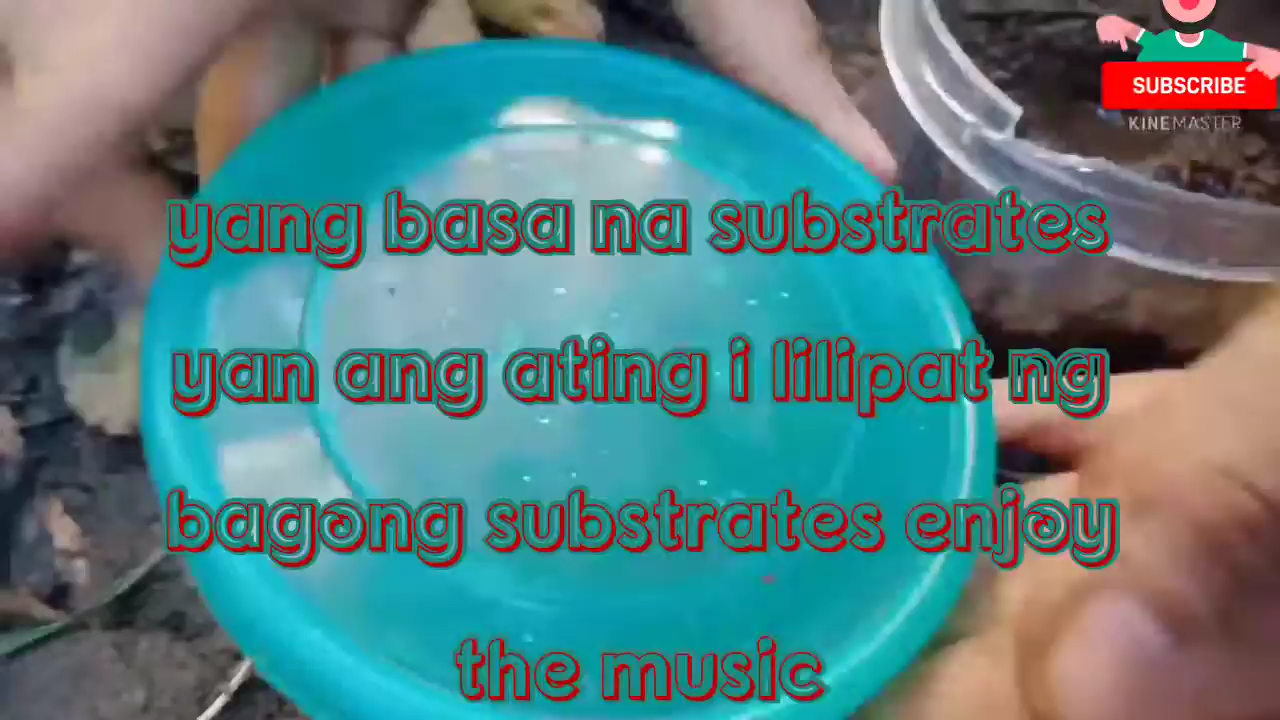 SUBSCRIBE
KINEMASTER
yang basa na substrates
yan ang ating i lilipat ng
bagong substrates enjoy
the music